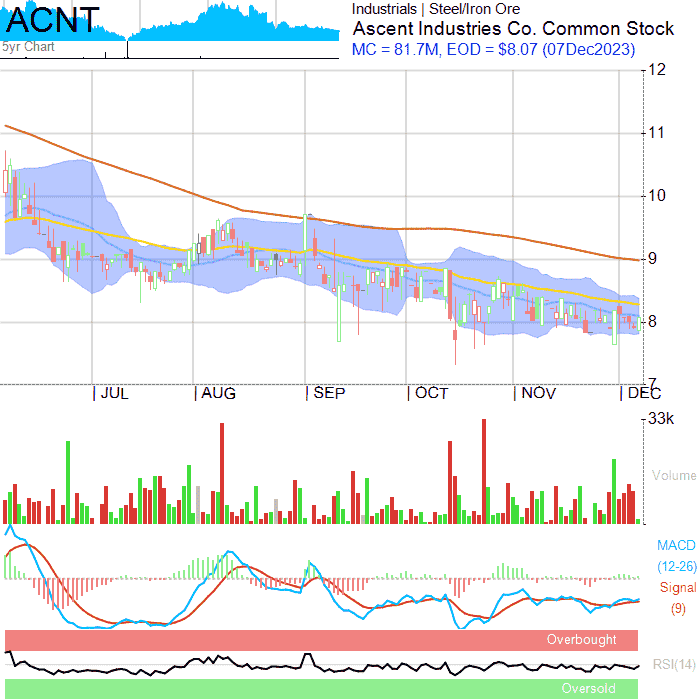 ACNT
5yr Chart
Industrials | Steel/Iron Ore
Ascent Industries Co. Common Stock
MC = 81.7M, EOD = $8.07 (07Dec2023)
12
11
10
9
8
7
JUL AUG SEP OCT NOV DEC
33k
Volume
MACD
(12-26)
Signal
(9)
Overbought
RSI(14)
Oversold